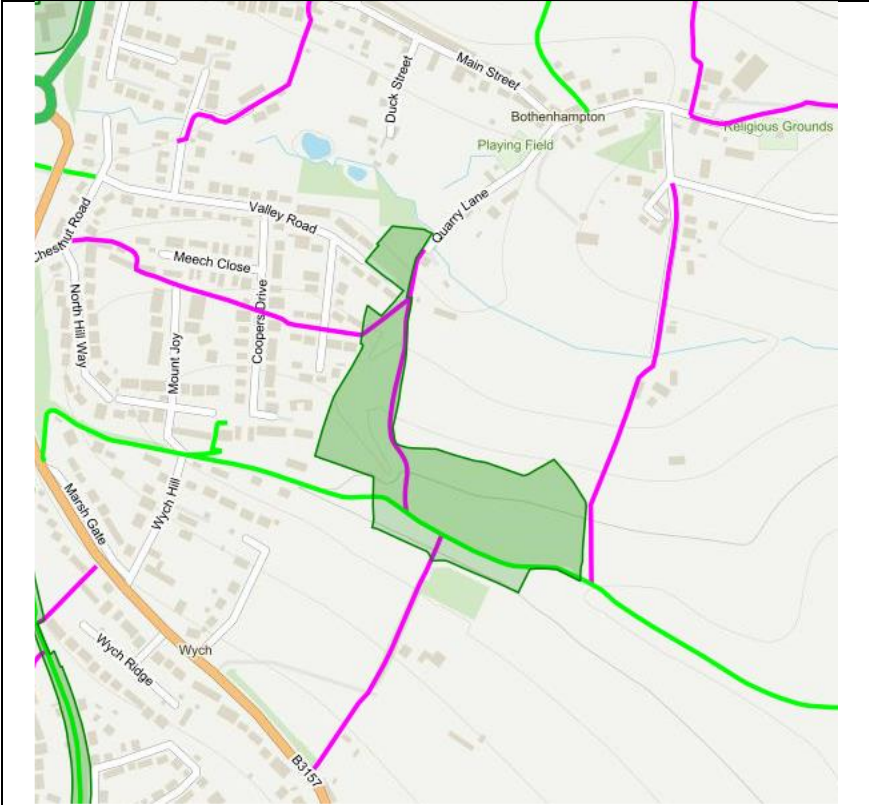 Main Street
Duck Street
Bothenhampton
Religious Grounds
Playing Field
Quarry Lane
Valley Road
Chestnut Road
Meech Close
Coopers Drive
North Hill Way
Mount Joy
Wych Hill
Marsh Gate
Wych
Wych Ridge
B3157